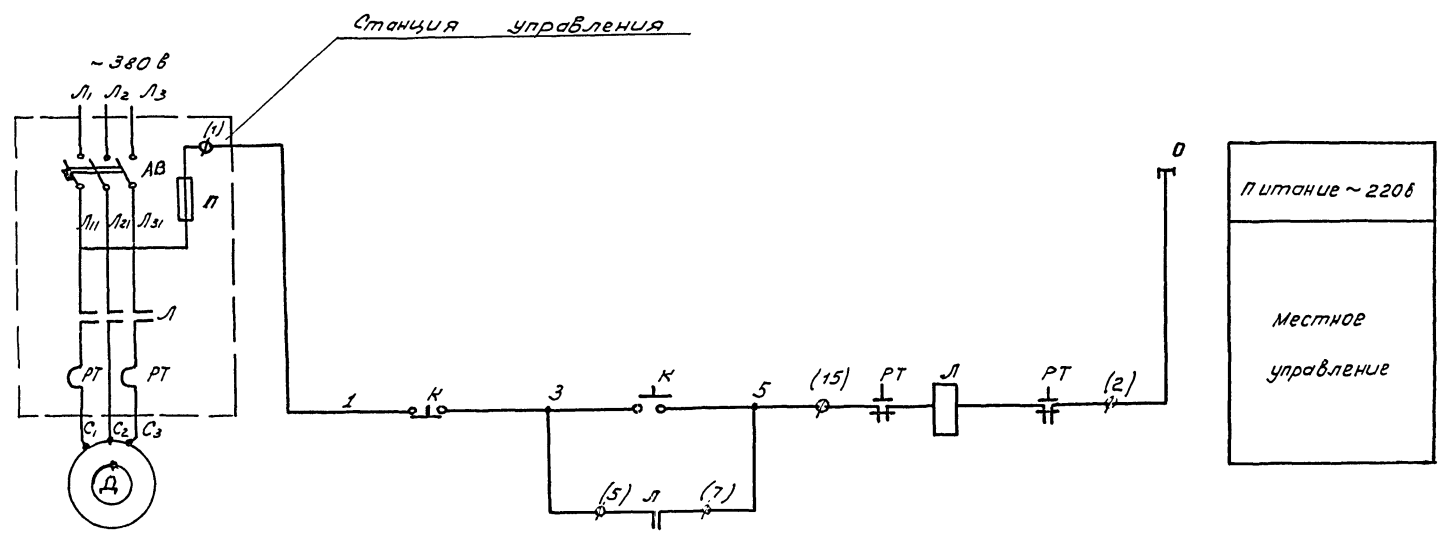 Станция управления
~380в
Л1 Л2 Л3
(1)
АВ
П
Л11 Л21 Л31
Л
РТ РТ
С1 С2 С3
Д
1
К
3
К
5
(15)
РТ
Л
РТ
(2)
О
(5)
Л
(7)
Питание ~220в
Местное
управление